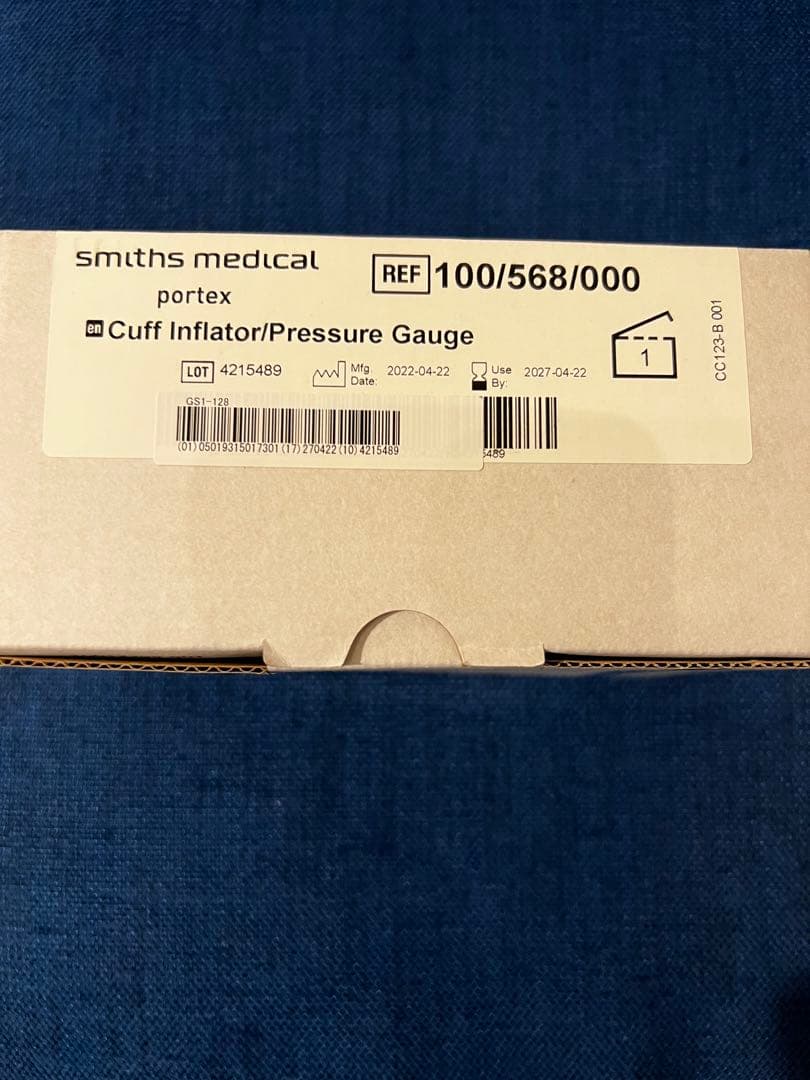 smiths medical
portex
REF 100/568/000
en Cuff Inflator/Pressure Gauge
LOT 4215489
Mfg. Date: 2022-04-22
Use By: 2027-04-22
1
CC123-B 001
GS1-128
(01)05019315017301(17)270422(10)4215489
5489